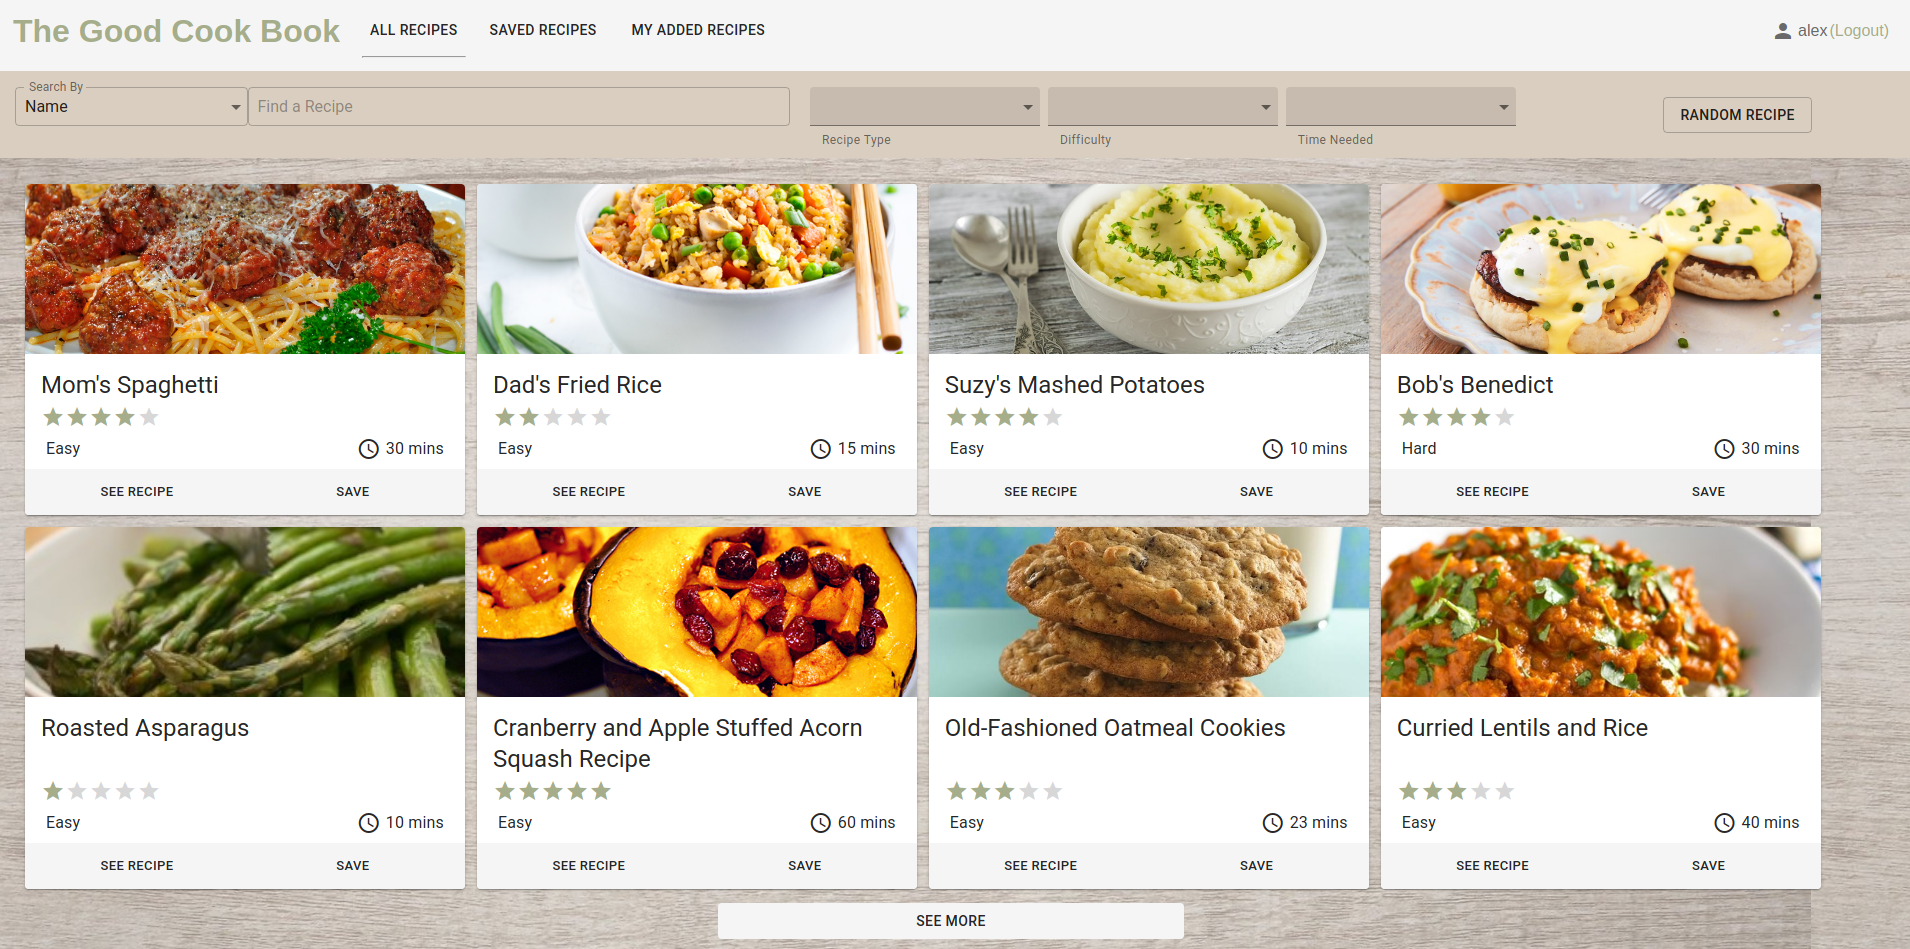 The Good Cook Book
ALL RECIPES
SAVED RECIPES
MY ADDED RECIPES
alex(Logout)
Search By
Name
Find a Recipe
Recipe Type
Difficulty
Time Needed
RANDOM RECIPE
Mom's Spaghetti
Easy
30 mins
SEE RECIPE
SAVE
Dad's Fried Rice
Easy
15 mins
SEE RECIPE
SAVE
Suzy's Mashed Potatoes
Easy
10 mins
SEE RECIPE
SAVE
Bob's Benedict
Hard
30 mins
SEE RECIPE
SAVE
Roasted Asparagus
Easy
10 mins
SEE RECIPE
SAVE
Cranberry and Apple Stuffed Acorn
Squash Recipe
Easy
60 mins
SEE RECIPE
SAVE
Old-Fashioned Oatmeal Cookies
Easy
23 mins
SEE RECIPE
SAVE
Curried Lentils and Rice
Easy
40 mins
SEE RECIPE
SAVE
SEE MORE